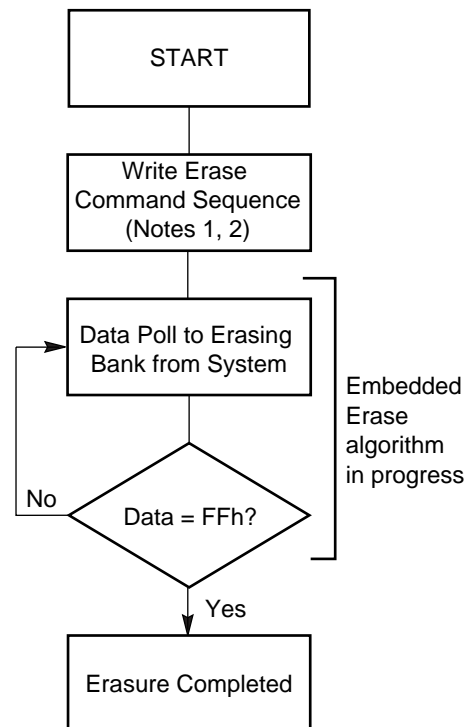 START
Write Erase
Command Sequence
(Notes 1, 2)
Data Poll to Erasing
Bank from System
Embedded
Erase
algorithm
in progress
No
Data = FFh?
Yes
Erasure Completed